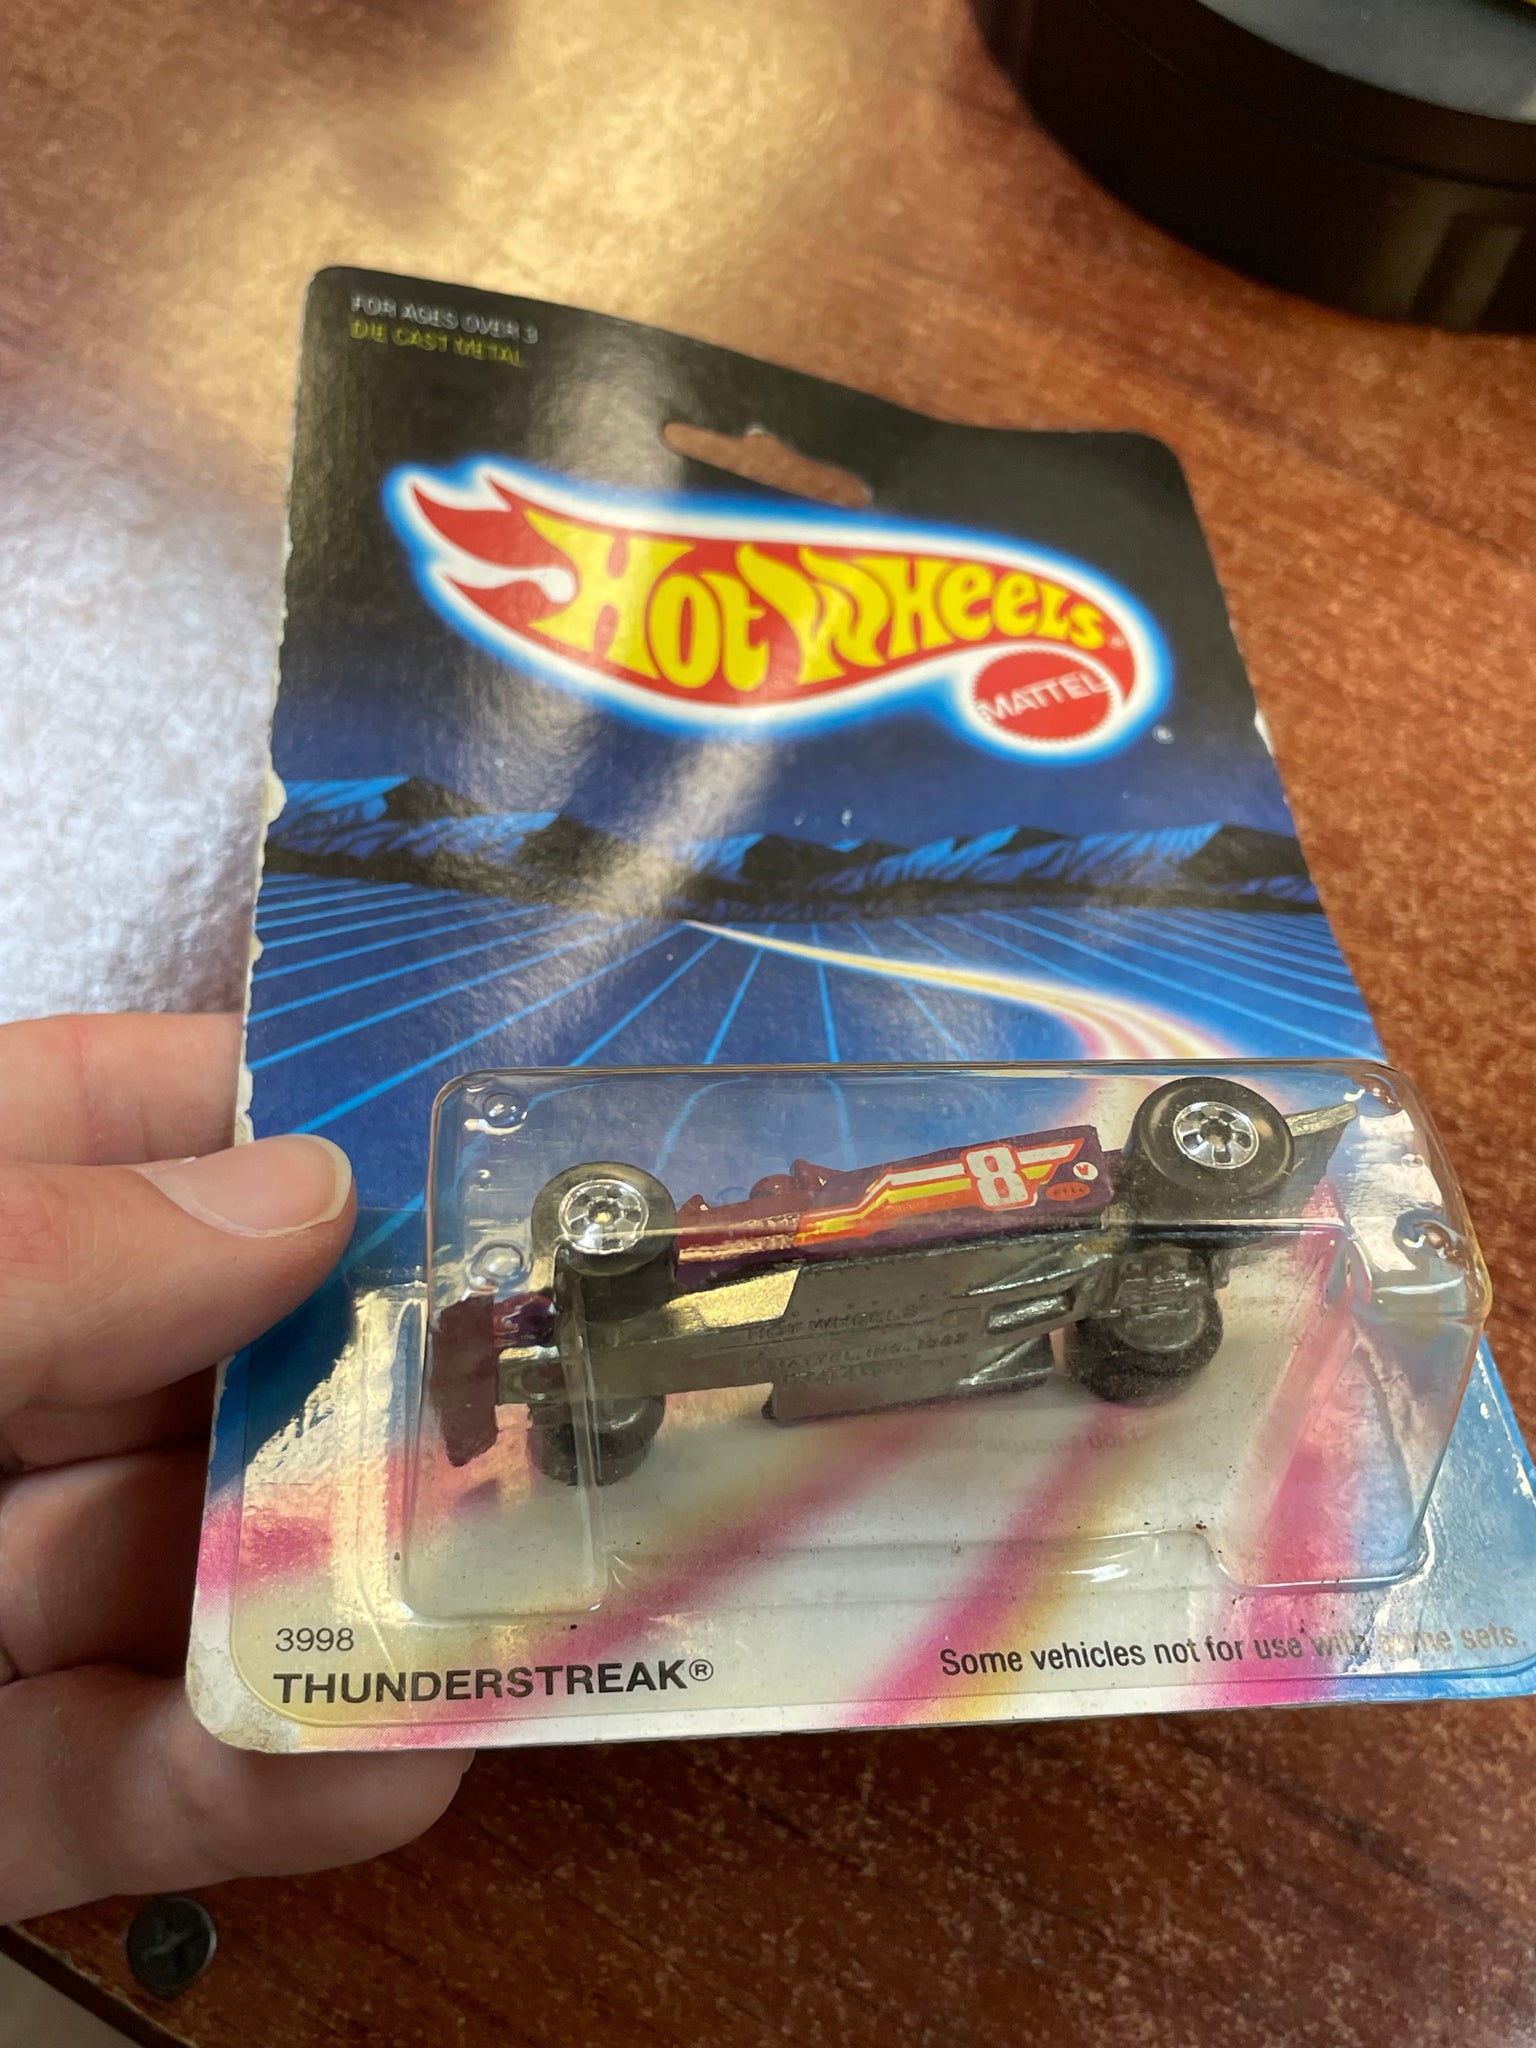 FOR AGES OVER 3
DIE CAST METAL
HOT WHEELS®
MATTEL
®
8
V
HOT WHEELS
MATTEL, INC., 1982
3998
THUNDERSTREAK®
Some vehicles not for use with some sets.